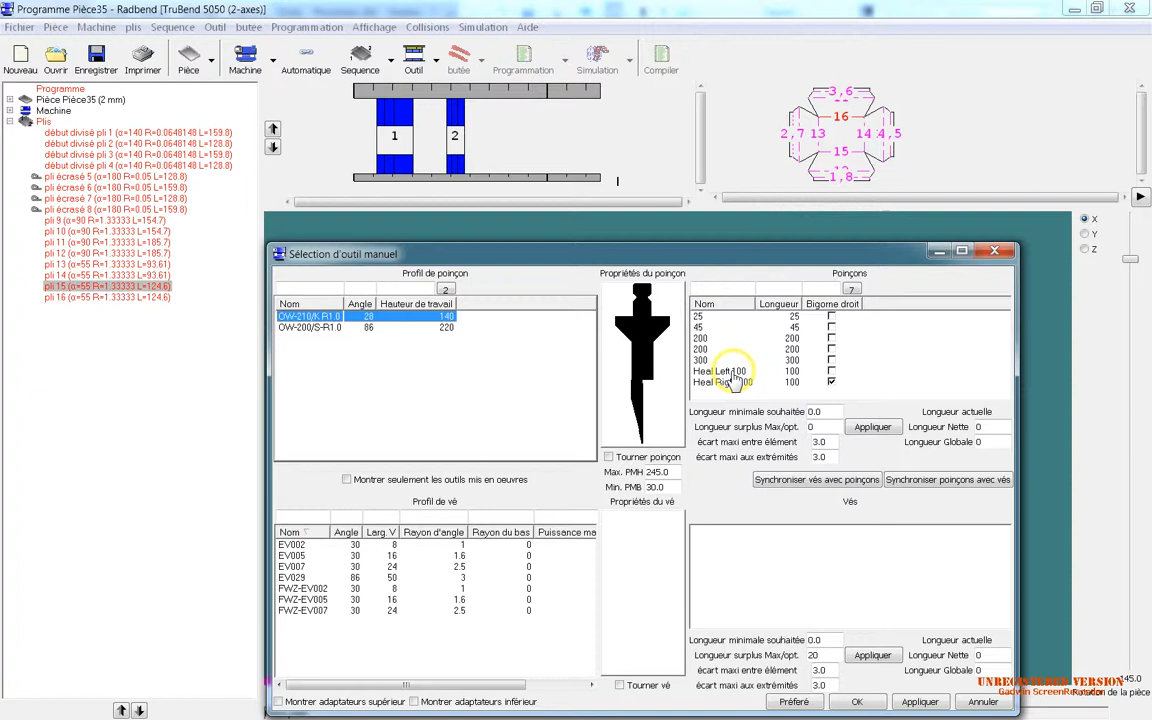 Programme Pièce35 - Radbend [TruBend 5050 (2-axes)]
Fichier Pièce Machine plis Sequence Outil butée Programmation Affichage Collisions Simulation Aide
Nouveau Ouvrir Enregistrer Imprimer Pièce Machine Automatique Sequence Outil butée Programmation Simulation Compiler
Programme
Pièce Pièce35 (2 mm)
Machine
Plis
début divisé pli 1 (α=140 R=0.0648148 L=159.8)
début divisé pli 2 (α=140 R=0.0648148 L=128.8)
début divisé pli 3 (α=140 R=0.0648148 L=159.8)
début divisé pli 4 (α=140 R=0.0648148 L=128.8)
pli écrasé 5 (α=180 R=0.05 L=128.8)
pli écrasé 6 (α=180 R=0.05 L=159.8)
pli écrasé 7 (α=180 R=0.05 L=128.8)
pli écrasé 8 (α=180 R=0.05 L=159.8)
pli 9 (α=90 R=1.33333 L=154.7)
pli 10 (α=90 R=1.33333 L=154.7)
pli 11 (α=90 R=1.33333 L=185.7)
pli 12 (α=90 R=1.33333 L=185.7)
pli 13 (α=55 R=1.33333 L=93.61)
pli 14 (α=55 R=1.33333 L=93.61)
pli 15 (α=55 R=1.33333 L=124.6)
pli 16 (α=55 R=1.33333 L=124.6)
1 2
3,6
16
2,7 13 14 4,5
15
1,8
X
Y
Z
Sélection d'outil manuel
Profil de poinçon
2
Nom Angle Hauteur de travail
OW-210/K R1.0 28 140
OW-200/S-R1.0 86 220
Montrer seulement les outils mis en oeuvres
Propriétés du poinçon
Tourner poinçon
Max. PMH 245.0
Min. PMB 30.0
Poinçons
7
Nom Longueur Bigorne droit
25 25
45 45
200 200
200 200
300 300
Heal Left 100 100
Heal 100
Longueur minimale souhaitée 0.0 Longueur actuelle
Longueur surplus Max/opt. 0 Appliquer Longueur Nette 0
écart maxi entre élément 3.0 Longueur Globale 0
écart maxi aux extrémités 3.0
Synchroniser vés avec poinçons Synchroniser poinçons avec vés
Profil de vé
Nom Angle Larg. V Rayon d'angle Rayon du bas Puissance ma
EV002 30 8 1 0
EV005 30 16 1.6 0
EV007 30 24 2.5 0
EV029 86 50 3 0
FWZ-EV002 30 8 1 0
FWZ-EV005 30 16 1.6 0
FWZ-EV007 30 24 2.5 0
Montrer adaptateurs supérieur Montrer adaptateurs inférieur
Propriétés du vé
Tourner vé
Vés
Longueur minimale souhaitée 0.0 Longueur actuelle
Longueur surplus Max/opt. 20 Appliquer Longueur Nette 0
écart maxi entre élément 3.0 Longueur Globale 0
écart maxi aux extrémités 3.0
Préferé OK Appliquer Annuler
145.0
UNREGISTERED VERSION
Rotation de la pièce